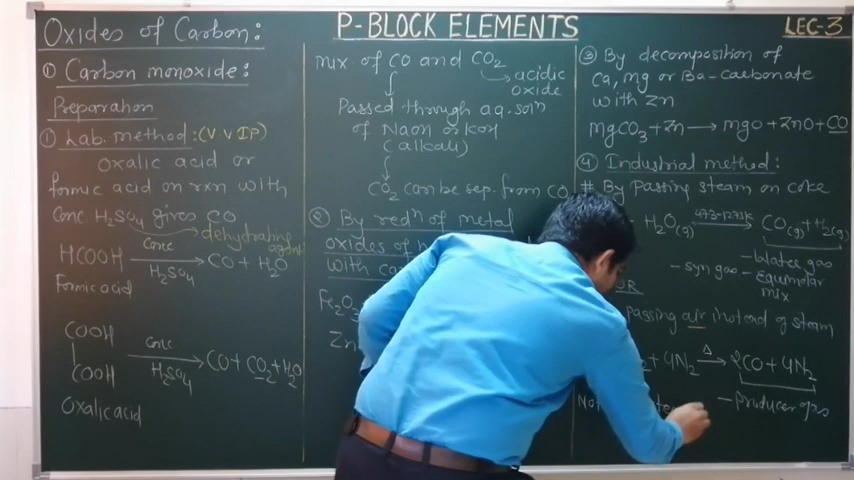 P-BLOCK ELEMENTS
LEC-3
Oxides of Carbon:
① Carbon monoxide:
Preparation
① Lab. method: (V V IP)
oxalic acid or
formic acid on rxn with
Conc H₂SO₄ gives CO
dehydrating
agent
HCOOH Conc H₂SO₄ → CO + H₂O
Formic acid
COOH
|
COOH
Conc H₂SO₄ → CO + CO₂ + H₂O
Oxalic acid
mix. of CO and CO₂
acidic
oxide
Passed through aq. solⁿ
of NaOH or KOH
(alkali)
CO₂ can be sep. from CO
② By redⁿ of metal
oxides of
with
Fe₂O₃
Zn
③ By decomposition of
Ca, Mg or Ba-carbonate
with Zn
MgCO₃ + Zn → MgO + ZnO + CO
④ Industrial method:
# By passing steam on coke
H₂O(g) 473-1273K → CO(g) + H₂(g)
- water gas
- syn gas
- Equimolar
mix
OR
passing air instead of steam
+ 4N₂ Δ → 2CO + 4N₂
- Producer gas